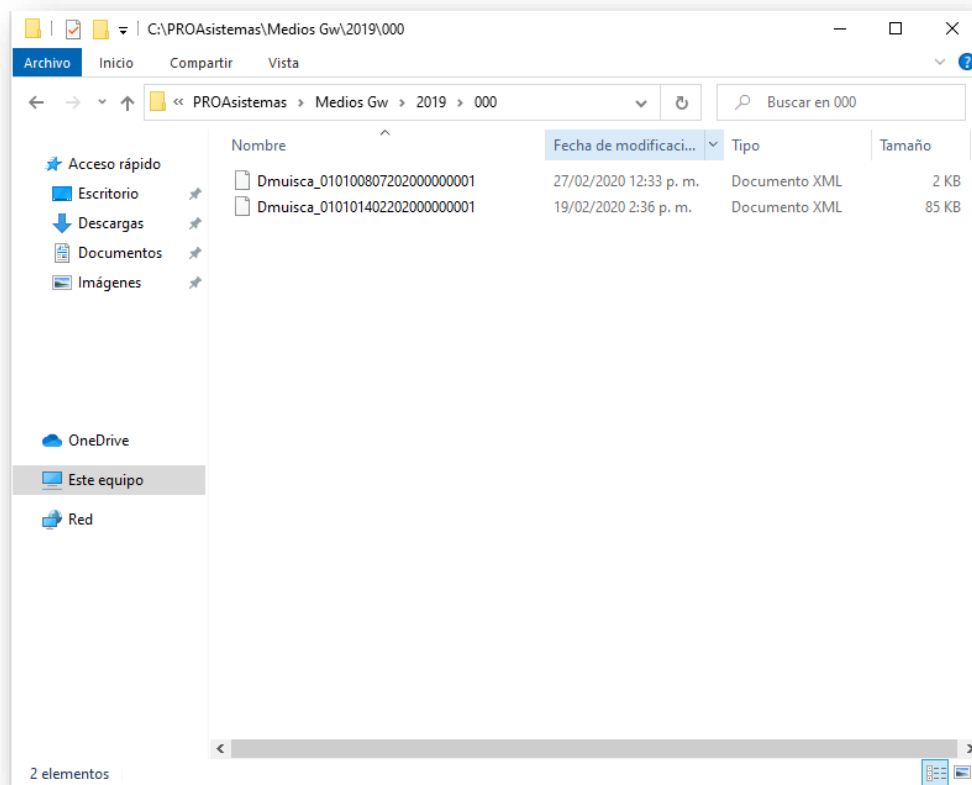 C:\PROAsistemas\Medios Gw\2019\000
Archivo Inicio Compartir Vista ?
« PROAsistemas › Medios Gw › 2019 › 000 Buscar en 000
Nombre Fecha de modificaci... Tipo Tamaño
Acceso rápido
Escritorio
Descargas
Documentos
Imágenes
OneDrive
Este equipo
Red
Dmuisca_010100807202000000001 27/02/2020 12:33 p. m. Documento XML 2 KB
Dmuisca_010101402202000000001 19/02/2020 2:36 p. m. Documento XML 85 KB
2 elementos